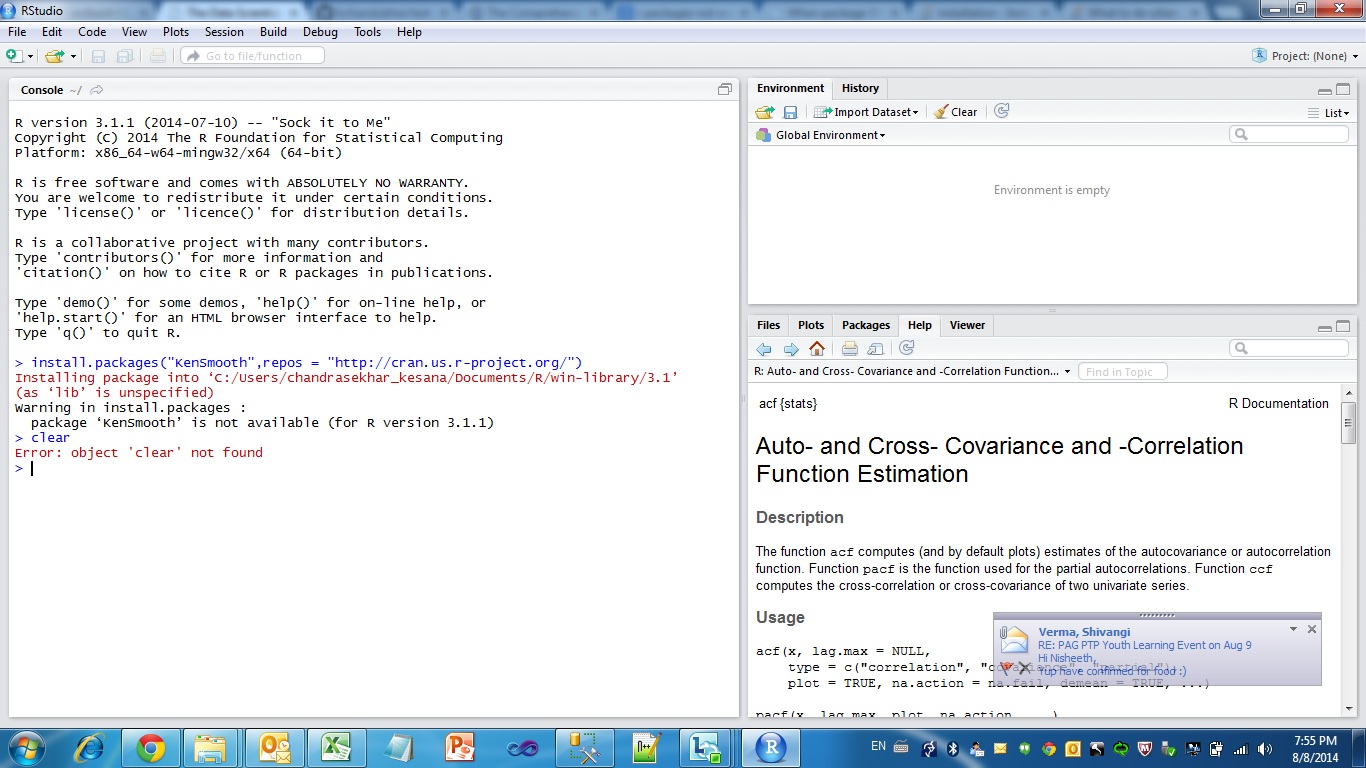 RStudio
File Edit Code View Plots Session Build Debug Tools Help
Go to file/function
Project: (None)
Console ~/
R version 3.1.1 (2014-07-10) -- "Sock it to Me"
Copyright (C) 2014 The R Foundation for Statistical Computing
Platform: x86_64-w64-mingw32/x64 (64-bit)
R is free software and comes with ABSOLUTELY NO WARRANTY.
You are welcome to redistribute it under certain conditions.
Type 'license()' or 'licence()' for distribution details.
R is a collaborative project with many contributors.
Type 'contributors()' for more information and
'citation()' on how to cite R or R packages in publications.
Type 'demo()' for some demos, 'help()' for on-line help, or
'help.start()' for an HTML browser interface to help.
Type 'q()' to quit R.
> install.packages("KenSmooth",repos = "http://cran.us.r-project.org/")
Installing package into ‘C:/Users/chandrasekhar_kesana/Documents/R/win-library/3.1’
(as ‘lib’ is unspecified)
Warning in install.packages :
package ‘KenSmooth’ is not available (for R version 3.1.1)
> clear
Error: object 'clear' not found
>
Environment History
Import Dataset Clear List
Global Environment
Environment is empty
Files Plots Packages Help Viewer
R: Auto- and Cross- Covariance and -Correlation Function... Find in Topic
acf {stats} R Documentation
Auto- and Cross- Covariance and -Correlation
Function Estimation
Description
The function acf computes (and by default plots) estimates of the autocovariance or autocorrelation
function. Function pacf is the function used for the partial autocorrelations. Function ccf
computes the cross-correlation or cross-covariance of two univariate series.
Usage
acf(x, lag.max = NULL,
type = c("correlation", "covariance", "partial"),
plot = TRUE, na.action = na.fail, demean = TRUE, ...)
pacf(x, lag.max, plot, na.action, ...)
Verma, Shivangi
RE: PAG PTP Youth Learning Event on Aug 9
Hi Nisheeth,
Yup have confirmed for food :)
EN
7:55 PM
8/8/2014